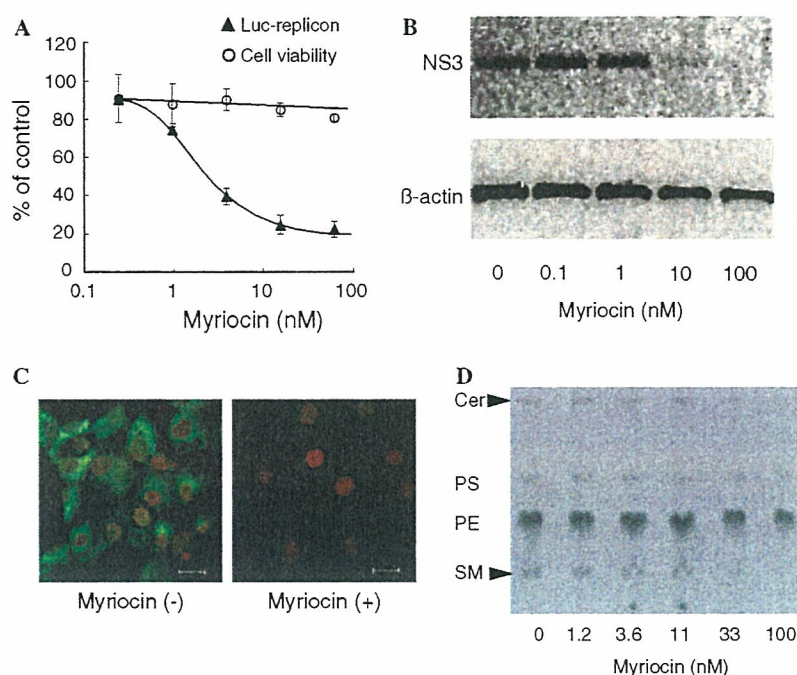 A
▲ Luc-replicon
○ Cell viability
% of control
120
100
80
60
40
20
0
0.1 1 10 100
Myriocin (nM)
B
NS3
ß-actin
0 0.1 1 10 100
Myriocin (nM)
C
Myriocin (-) Myriocin (+)
D
Cer
PS
PE
SM
0 1.2 3.6 11 33 100
Myriocin (nM)